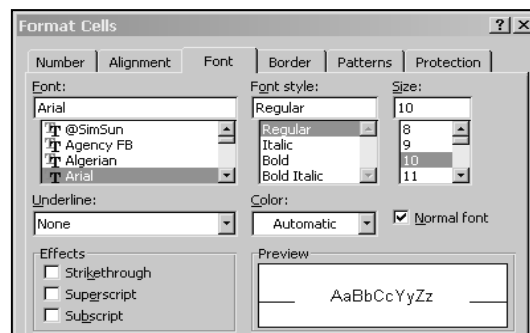 Format Cells
Number Alignment Font Border Patterns Protection
Font: Font style: Size:
Arial Regular 10
@SimSun Regular 8
Agency FB Italic 9
Algerian Bold 10
Arial Bold Italic 11
Underline: Color:
None Automatic Normal font
Effects Preview
Strikethrough
Superscript AaBbCcYyZz
Subscript